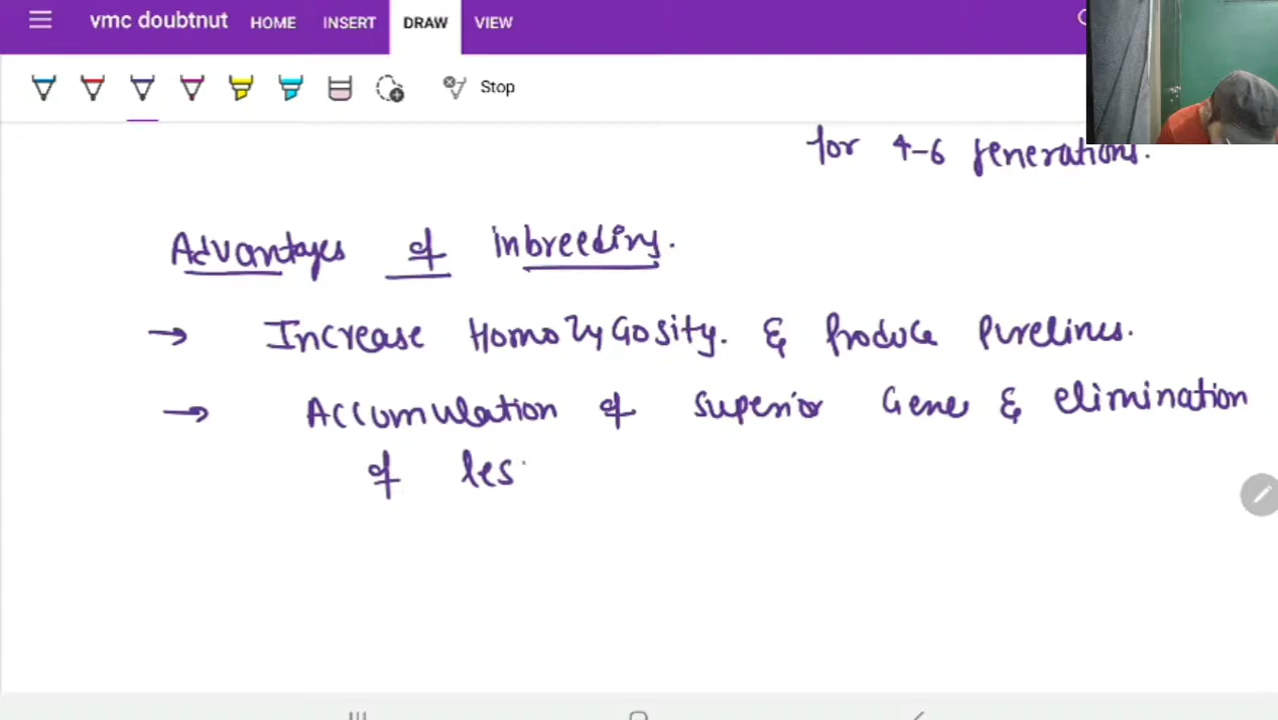 vmc doubtnut HOME INSERT DRAW VIEW
Stop
for 4-6 generations.
Advantages of inbreeding.
→ Increase HomoZyGosity. & Produce Purelines.
→ Accumulation of Superior Genes & elimination
of les